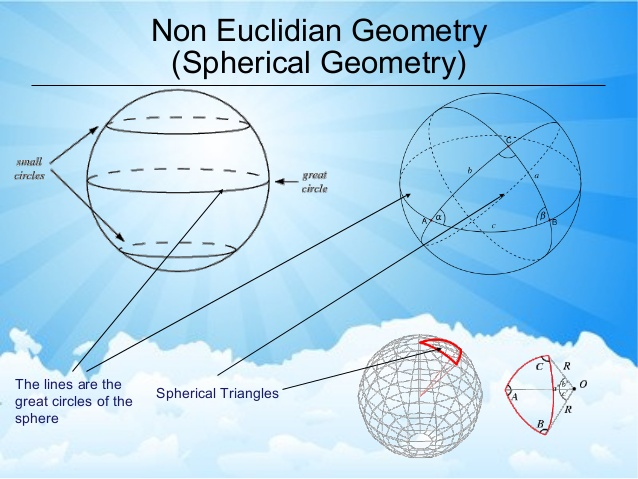 Non Euclidian Geometry
(Spherical Geometry)
small
circles
great
circle
C
b
a
A
α
β
B
c
The lines are the
great circles of the
sphere
Spherical Triangles
C
R
b
a
O
c
A
R
B